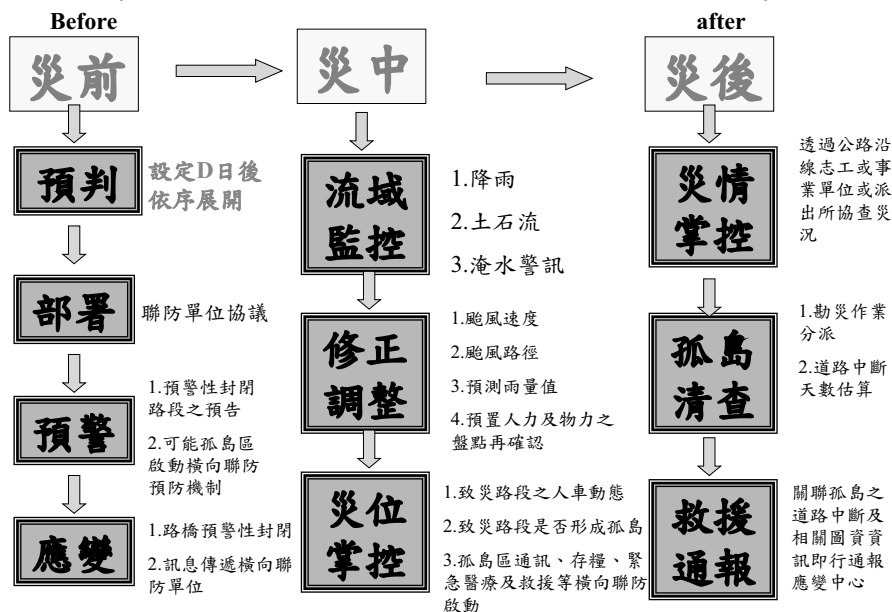 Before
after
災前
災中
災後
預判
設定D日後
依序展開
部署
聯防單位協議
預警
1.預警性封閉
路段之預告
2.可能孤島區
啟動橫向聯防
預防機制
應變
1.路橋預警性封閉
2.訊息傳遞橫向聯
防單位
流域
監控
1.降雨
2.土石流
3.淹水警訊
修正
調整
1.颱風速度
2.颱風路徑
3.預測雨量值
4.預置人力及物力之
盤點再確認
災位
掌控
1.致災路段之人車動態
2.致災路段是否形成孤島
3.孤島區通訊、存糧、緊
急醫療及救援等橫向聯防
啟動
災情
掌控
透過公路沿
線志工或事
業單位或派
出所協查災
況
孤島
清查
1.勘災作業
分派
2.道路中斷
天數估算
救援
通報
關聯孤島之
道路中斷及
相關圖資資
訊即行通報
應變中心